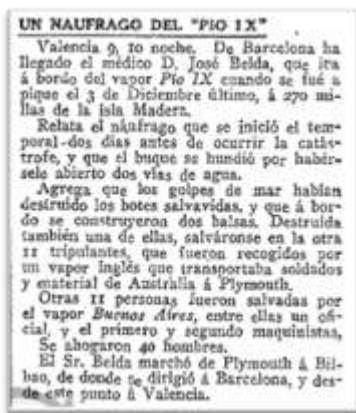 UN NAUFRAGO DEL "PIO IX"
Valencia 9, 10 noche. De Barcelona ha
llegado el médico D. José Belda, que iba
á bordo del vapor Pío IX cuando se fué a
pique el 3 de Diciembre último, á 270 mi-
llas de la isla Madera.
Relata el náufrago que se inició el tem-
poral dos días antes de ocurrir la catás-
trofe, y que el buque se hundió por habér-
sele abierto dos vías de agua.
Agrega que los golpes de mar habían
destruído los botes salvavidas, y que á bor-
do se construyeron dos balsas. Destruída
también una de ellas, salváronse en la otra
11 tripulantes, que fueron recogidos por
un vapor inglés que transportaba soldados
y material de Australia á Plymouth.
Otras 11 personas fueron salvadas por
el vapor Buenos Aires, entre ellas un ofi-
cial, y el primero y segundo maquinistas,
Se ahogaron 40 hombres.
El Sr. Belda marchó de Plymouth á Bil-
bao, de donde se dirigió á Barcelona, y des-
de este punto á Valencia.